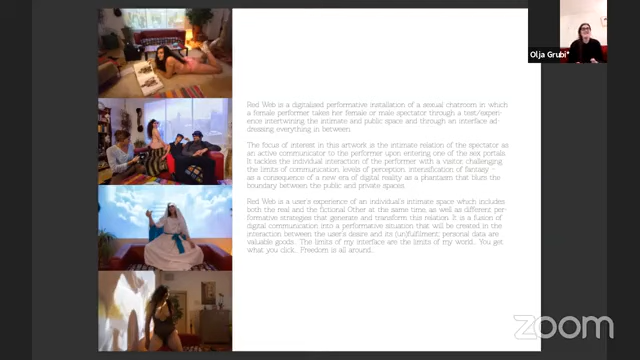 Olja Grubi*
Red Web is a digitalized performative installation of a sexual chatroom in which
a female performer takes her female or male spectator through a text/experi-
ence intertwining the intimate and public space and through an interface ad-
dressing everything in between.
The focus of interest in this artwork is the intimate relation of the spectator as
an active communicator to the performer upon entering one of the sex portals.
It tackles the individual interaction of the performer with a visitor, challenging
the limits of communication, levels of perception, intensification of fantasy -
as a consequence of a new era of digital reality as a phantasm that blurs the
boundary between the public and private spaces.
Red Web is a user's experience of an individual's intimate space which includes
both the real and the fictional Other at the same time, as well as different per-
formative strategies that generate and transform this relation. It is a fusion of
digital communication into a performative situation that will be created in the
interaction between the user's desire and its (un)fulfilment; personal data are
valuable goods. The limits of my interface are the limits of my world. You get
what you click. Freedom is all around.
zoom